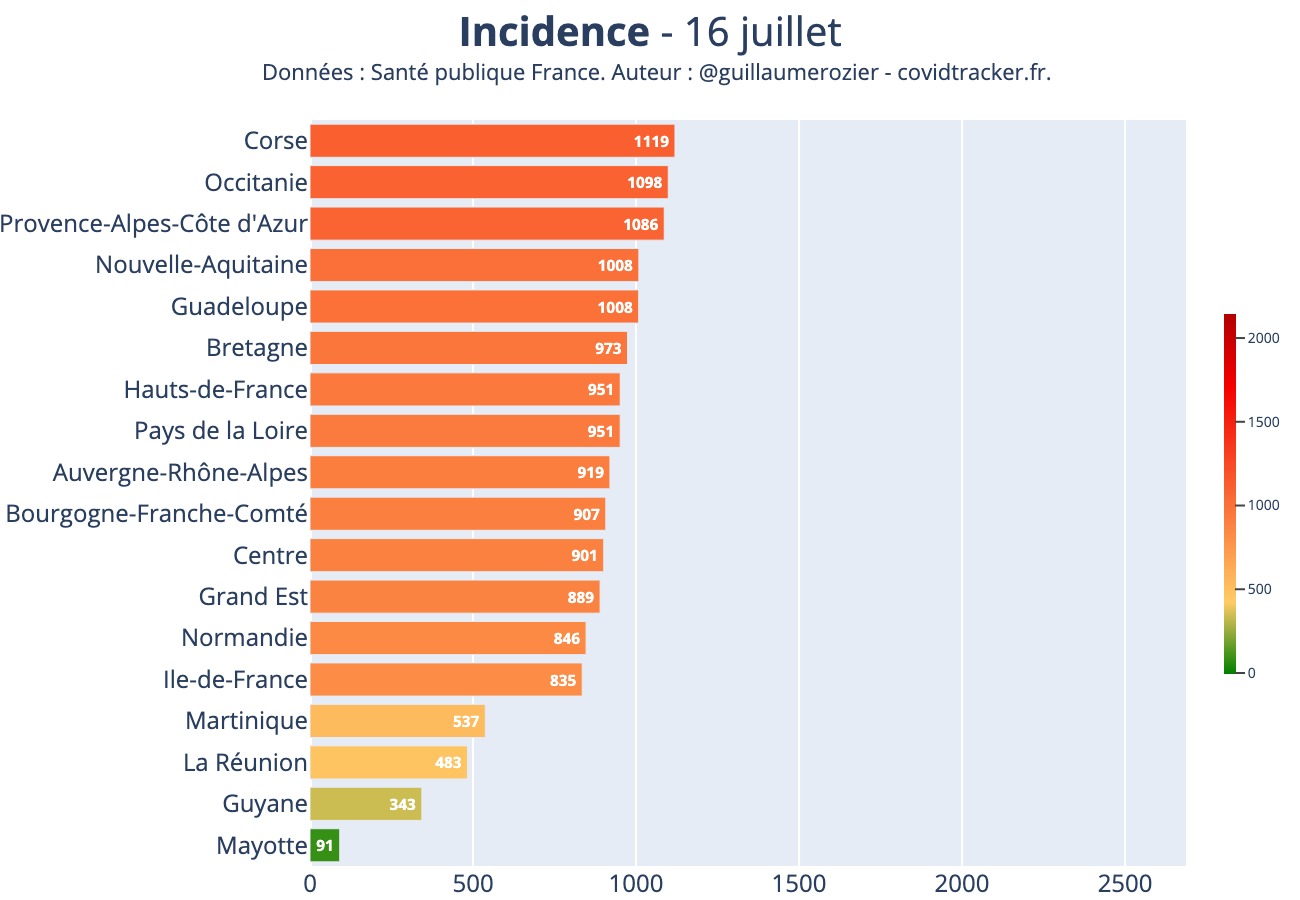 Incidence - 16 juillet
Données : Santé publique France. Auteur : @guillaumerozier - covidtracker.fr.
Corse 1119
Occitanie 1098
Provence-Alpes-Côte d'Azur 1086
Nouvelle-Aquitaine 1008
Guadeloupe 1008
Bretagne 973
Hauts-de-France 951
Pays de la Loire 951
Auvergne-Rhône-Alpes 919
Bourgogne-Franche-Comté 907
Centre 901
Grand Est 889
Normandie 846
Ile-de-France 835
Martinique 537
La Réunion 483
Guyane 343
Mayotte 91
0 500 1000 1500 2000 2500
2000
1500
1000
500
0